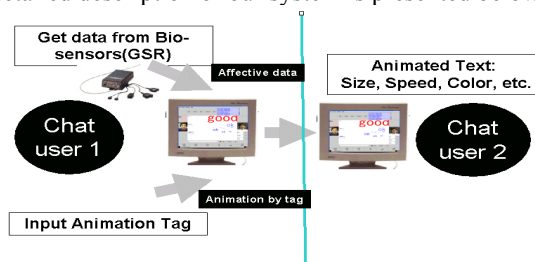 Get data from Bio-
sensors(GSR)
Affective data
Animated Text:
Size, Speed, Color, etc.
Chat
user 1
good
good
Chat
user 2
Animation by tag
Input Animation Tag